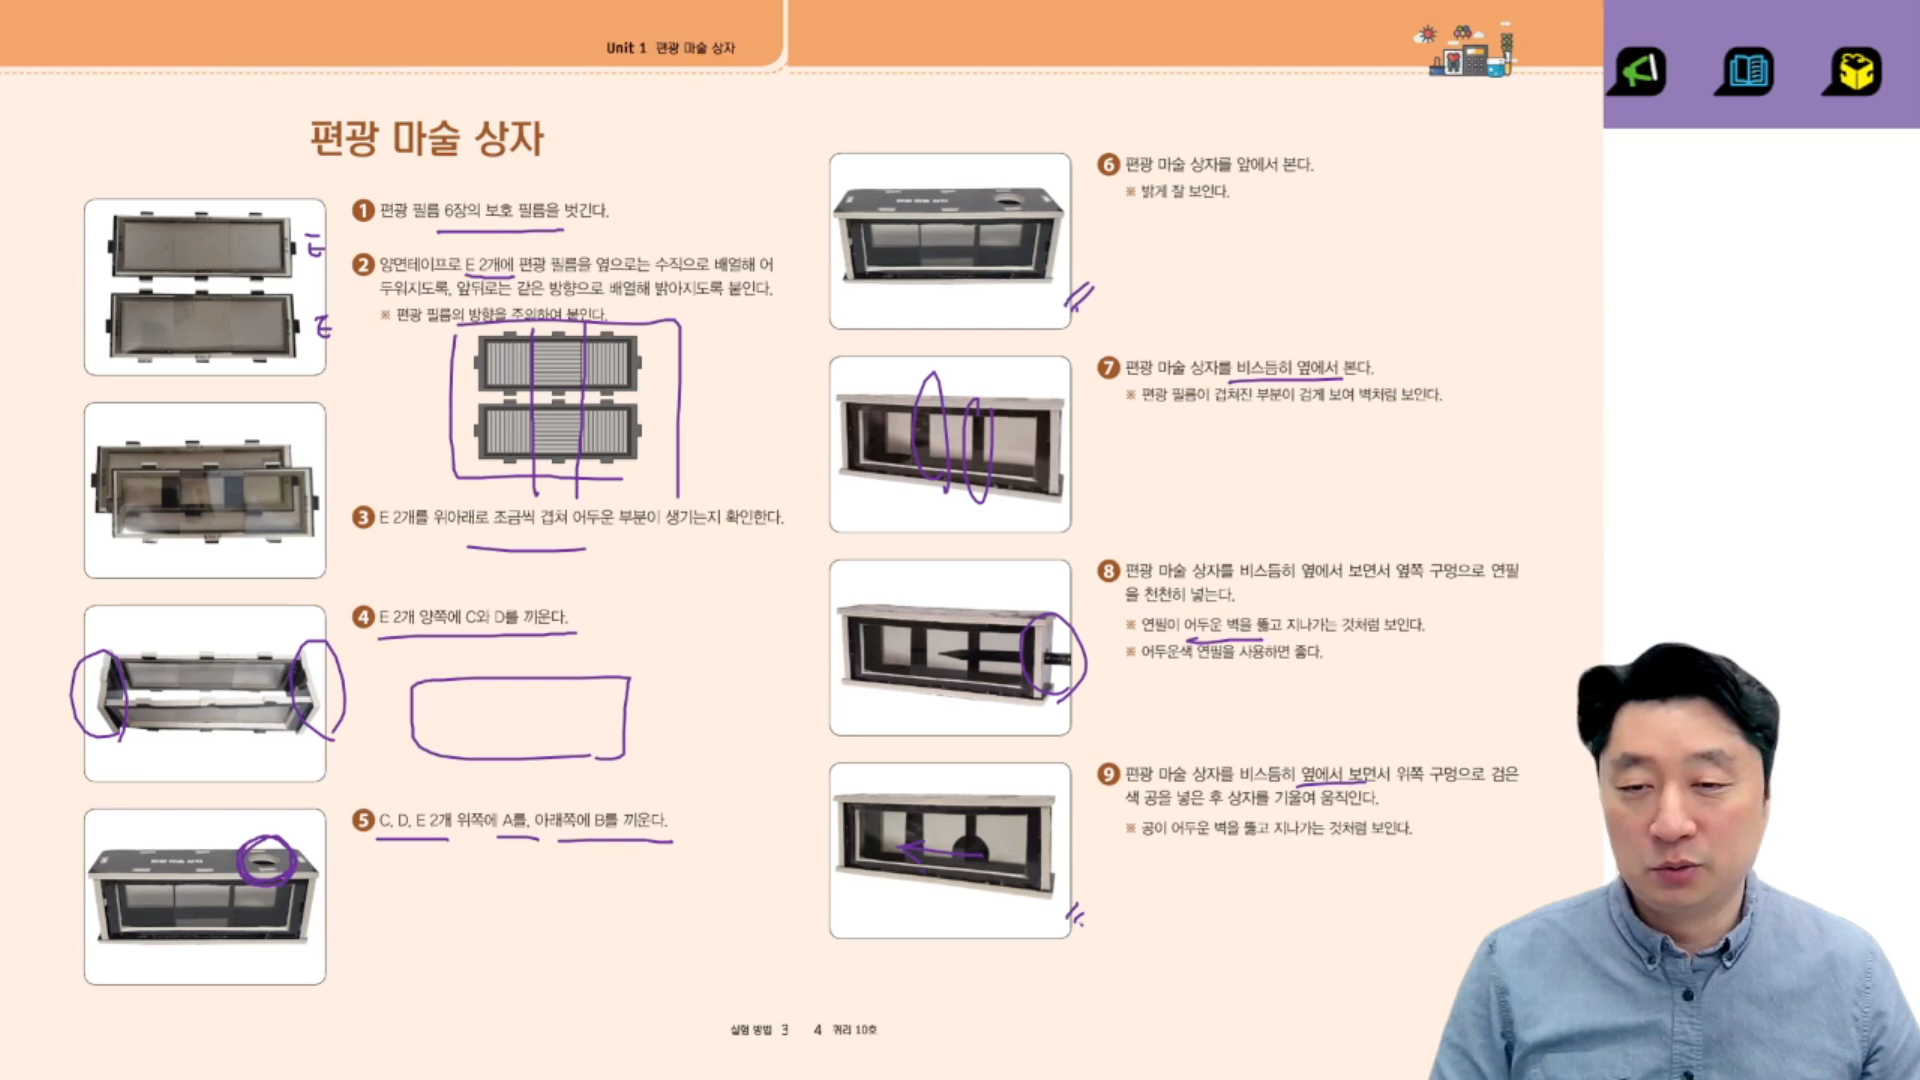 Unit 1 편광 마술 상자
편광 마술 상자
1 편광 필름 6장의 보호 필름을 벗긴다.
2 양면테이프로 E 2개에 편광 필름을 옆으로는 수직으로 배열해 어
두워지도록, 앞뒤로는 같은 방향으로 배열해 밝아지도록 붙인다.
※ 편광 필름의 방향을 주의하여 붙인다.
E
E
3 E 2개를 위아래로 조금씩 겹쳐 어두운 부분이 생기는지 확인한다.
4 E 2개 양쪽에 C와 D를 끼운다.
5 C, D, E 2개 위쪽에 A를, 아래쪽에 B를 끼운다.
편광 마술 상자
6 편광 마술 상자를 앞에서 본다.
※ 밝게 잘 보인다.
7 편광 마술 상자를 비스듬히 옆에서 본다.
※ 편광 필름이 겹쳐진 부분이 검게 보여 벽처럼 보인다.
8 편광 마술 상자를 비스듬히 옆에서 보면서 옆쪽 구멍으로 연필
을 천천히 넣는다.
※ 연필이 어두운 벽을 뚫고 지나가는 것처럼 보인다.
※ 어두운색 연필을 사용하면 좋다.
9 편광 마술 상자를 비스듬히 옆에서 보면서 위쪽 구멍으로 검은
색 공을 넣은 후 상자를 기울여 움직인다.
※ 공이 어두운 벽을 뚫고 지나가는 것처럼 보인다.
실험 방법 3
4 꿔리 10호